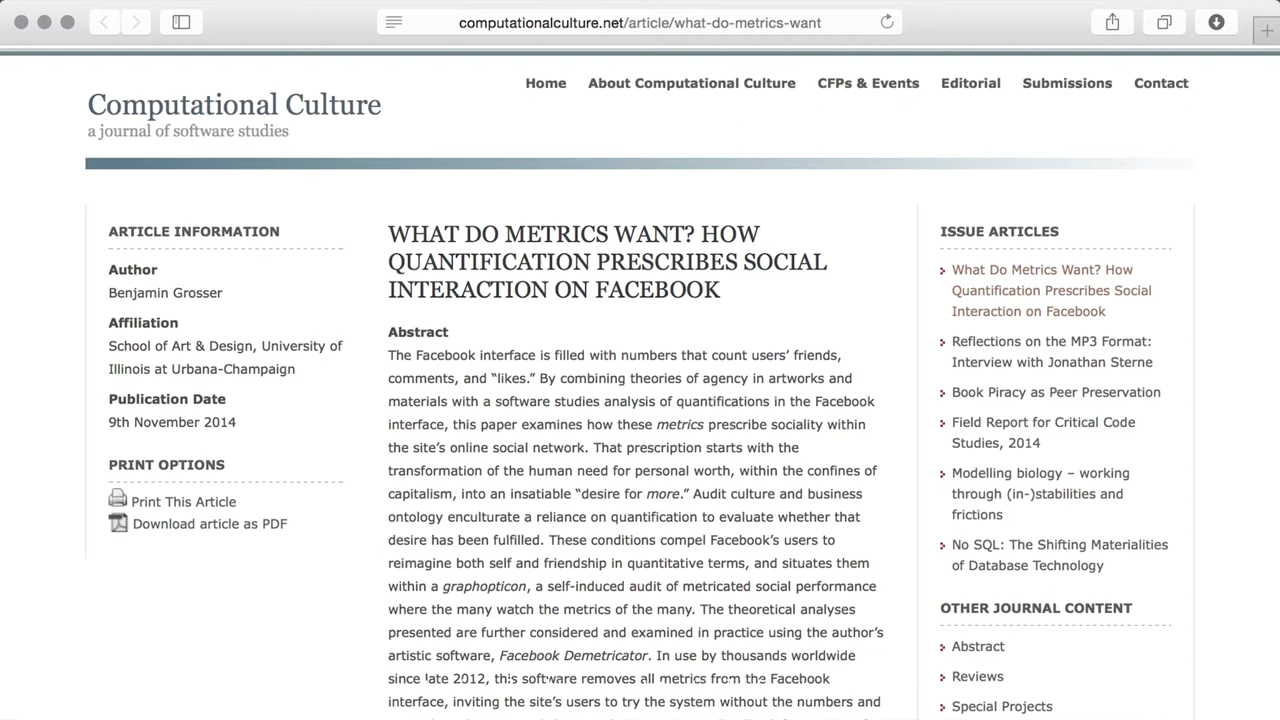 computationalculture.net/article/what-do-metrics-want
Home About Computational Culture CFPs & Events Editorial Submissions Contact
Computational Culture
a journal of software studies
ARTICLE INFORMATION
Author
Benjamin Grosser
Affiliation
School of Art & Design, University of
Illinois at Urbana-Champaign
Publication Date
9th November 2014
PRINT OPTIONS
Print This Article
Download article as PDF
WHAT DO METRICS WANT? HOW
QUANTIFICATION PRESCRIBES SOCIAL
INTERACTION ON FACEBOOK
Abstract
The Facebook interface is filled with numbers that count users’ friends,
comments, and “likes.” By combining theories of agency in artworks and
materials with a software studies analysis of quantifications in the Facebook
interface, this paper examines how these metrics prescribe sociality within
the site’s online social network. That prescription starts with the
transformation of the human need for personal worth, within the confines of
capitalism, into an insatiable “desire for more.” Audit culture and business
ontology enculturate a reliance on quantification to evaluate whether that
desire has been fulfilled. These conditions compel Facebook’s users to
reimagine both self and friendship in quantitative terms, and situates them
within a graphopticon, a self-induced audit of metricated social performance
where the many watch the metrics of the many. The theoretical analyses
presented are further considered and examined in practice using the author’s
artistic software, Facebook Demetricator. In use by thousands worldwide
since late 2012, this software removes all metrics from the Facebook
interface, inviting the site’s users to try the system without the numbers and
ISSUE ARTICLES
What Do Metrics Want? How
Quantification Prescribes Social
Interaction on Facebook
Reflections on the MP3 Format:
Interview with Jonathan Sterne
Book Piracy as Peer Preservation
Field Report for Critical Code
Studies, 2014
Modelling biology – working
through (in-)stabilities and
frictions
No SQL: The Shifting Materialities
of Database Technology
OTHER JOURNAL CONTENT
Abstract
Reviews
Special Projects